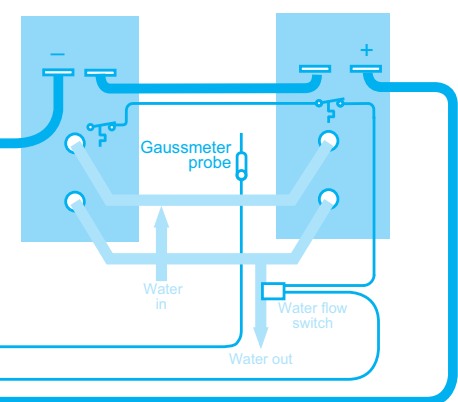 −
+
Gaussmeter
probe
Water
in
Water flow
switch
Water out